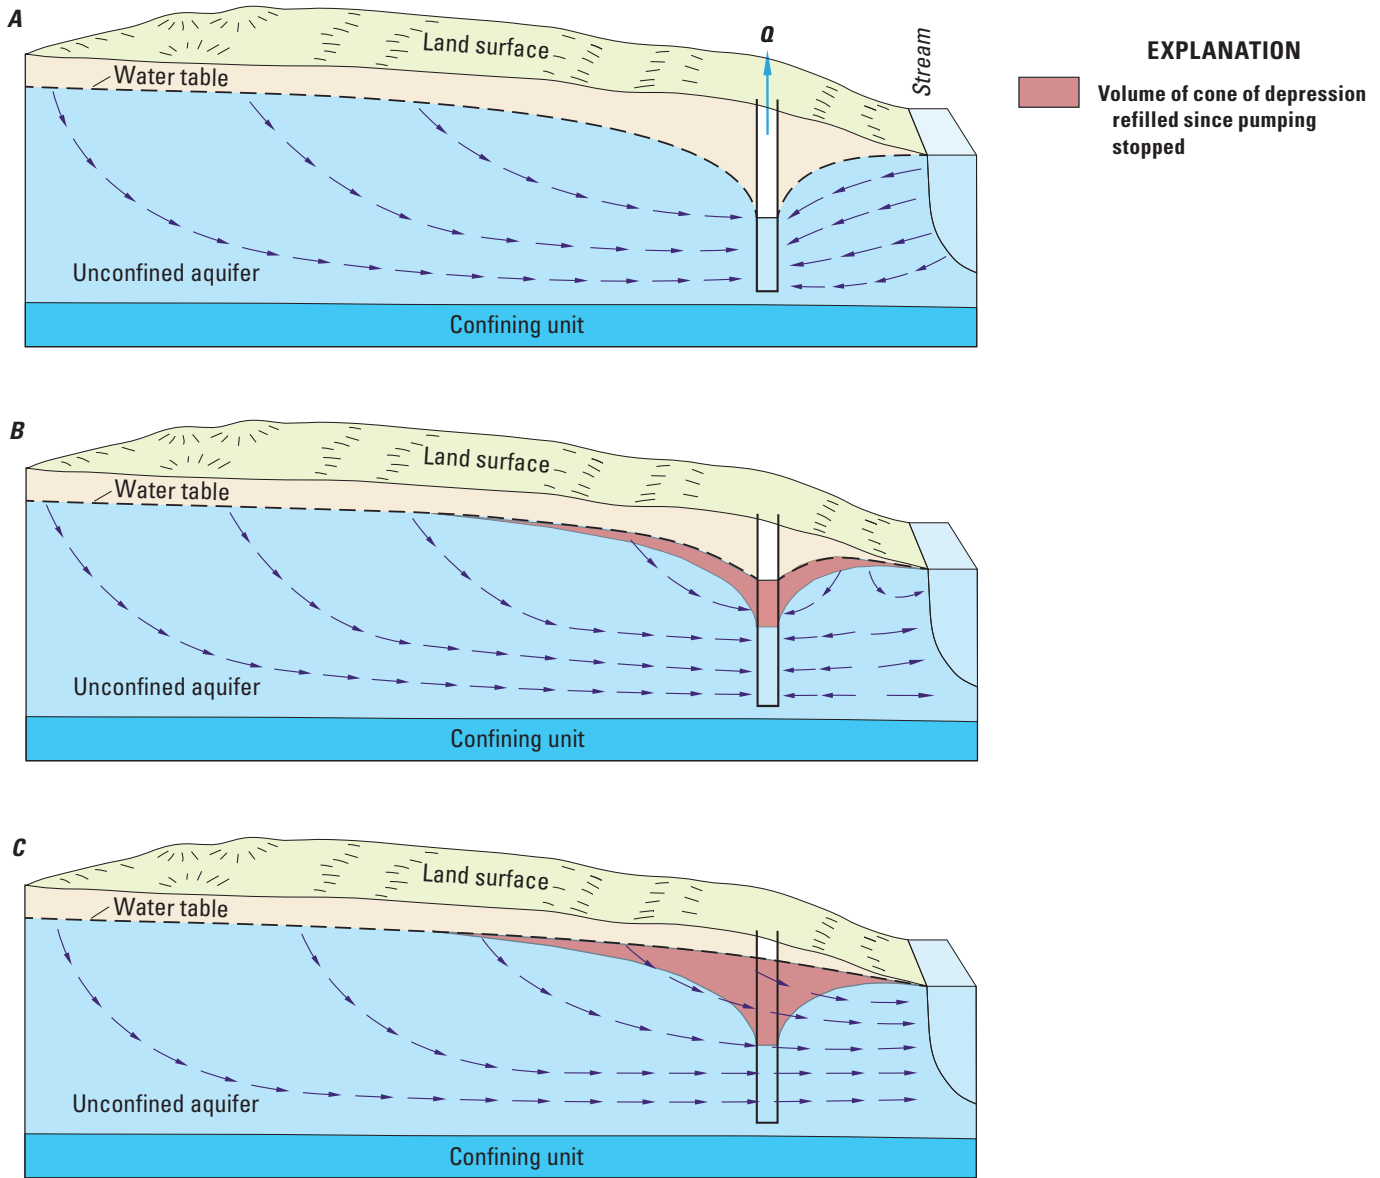 A
Land surface
Q
Stream
Water table
Unconfined aquifer
Confining unit
EXPLANATION
Volume of cone of depression
refilled since pumping
stopped
B
Land surface
Water table
Unconfined aquifer
Confining unit
C
Land surface
Water table
Unconfined aquifer
Confining unit